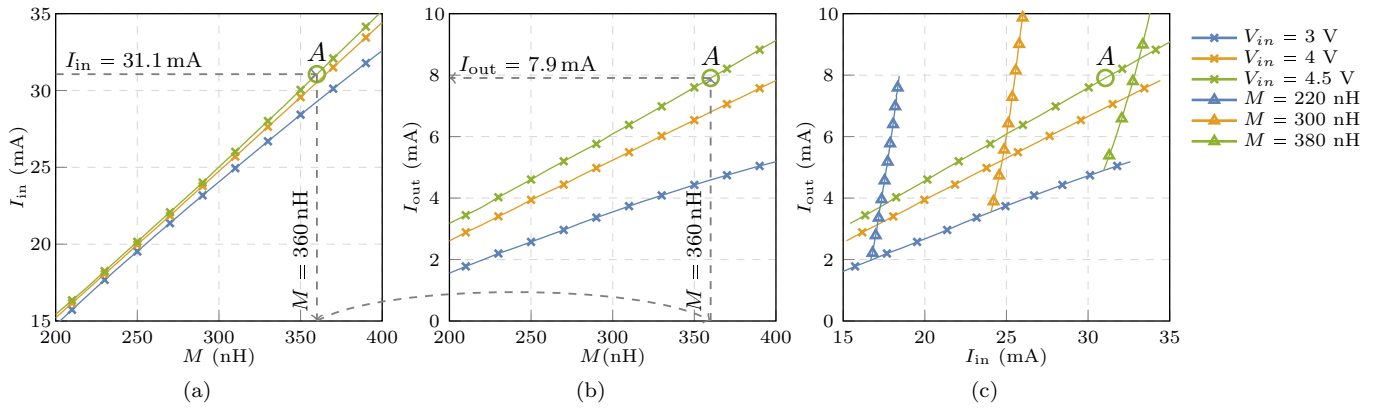 35
30
25
20
15
200
250
300
350
400
I_in (mA)
M (nH)
I_in = 31.1 mA
A
M = 360 nH
(a)
10
8
6
4
2
0
200
250
300
350
400
I_out (mA)
M(nH)
I_out = 7.9 mA
A
M = 360 nH
(b)
10
8
6
4
2
0
15
20
25
30
35
I_out (mA)
I_in (mA)
A
(c)
V_in = 3 V
V_in = 4 V
V_in = 4.5 V
M = 220 nH
M = 300 nH
M = 380 nH